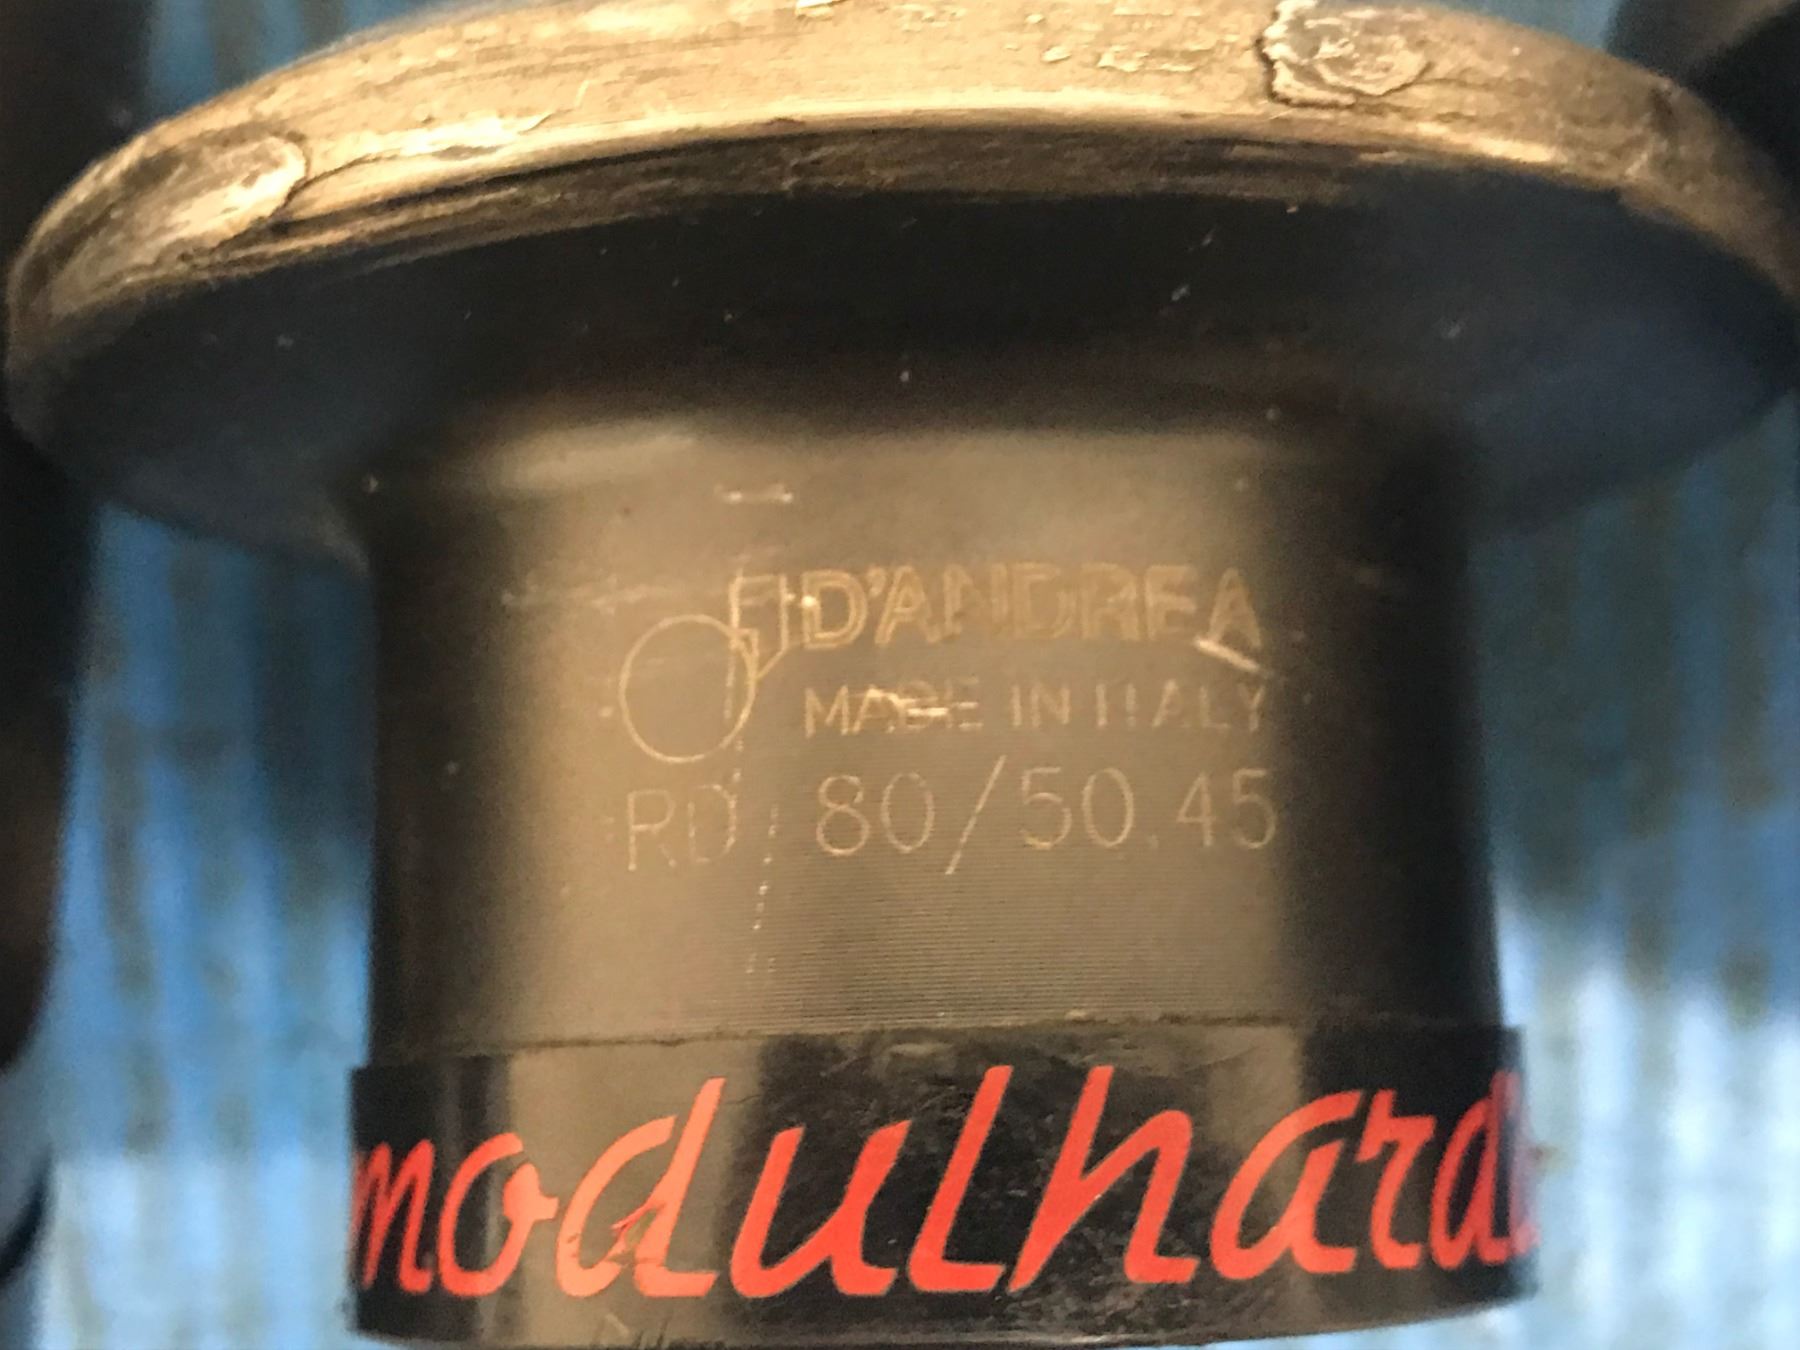 D'ANDREA
MADE IN ITALY
RD 80/50.45
modulhard